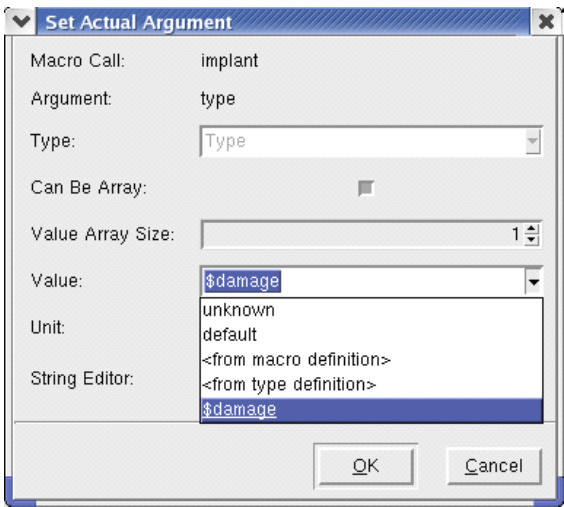 Set Actual Argument
Macro Call: implant
Argument: type
Type: Type
Can Be Array:
Value Array Size: 1
Value: $damage
unknown
Unit:
default
<from macro definition>
String Editor: <from type definition>
$damage
OK Cancel